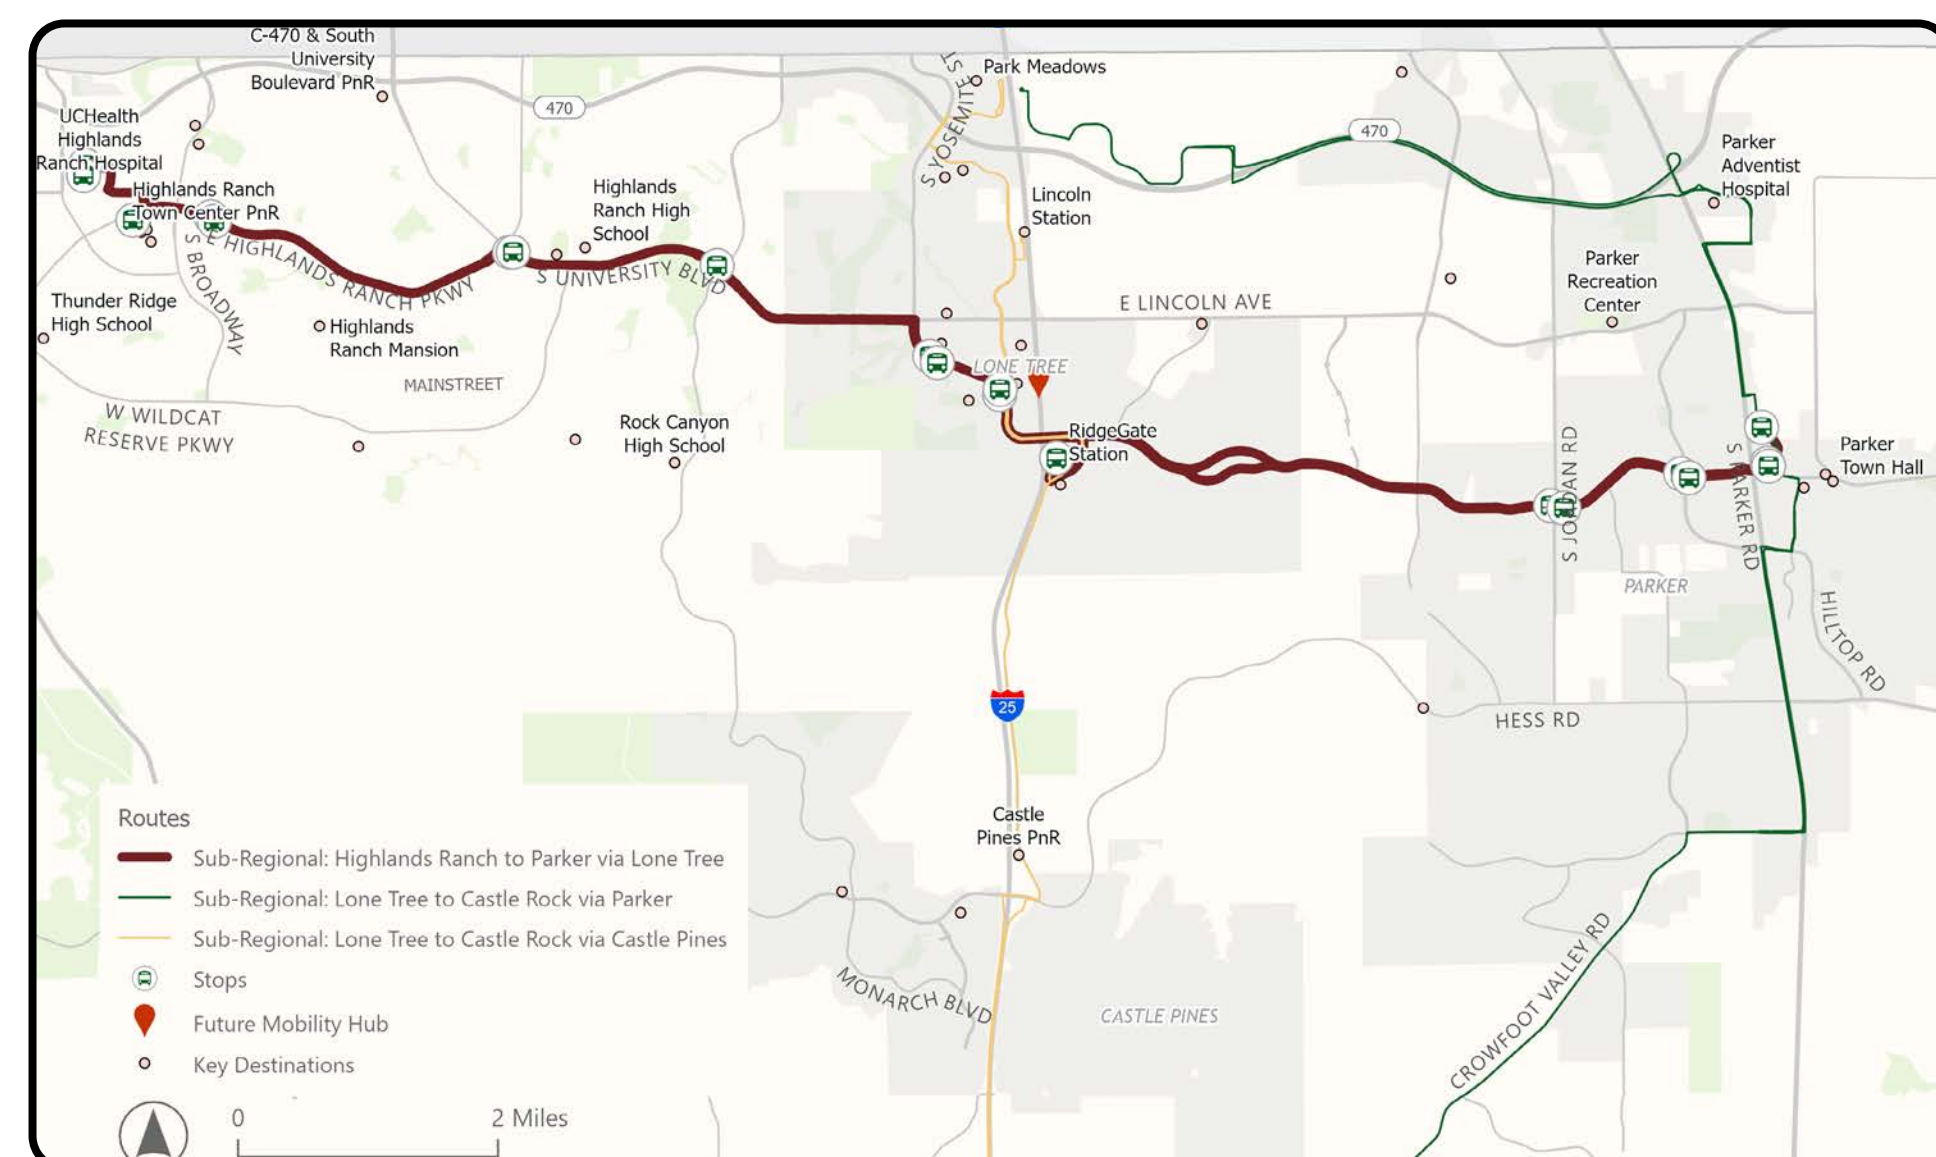 C-470 & South
University
Boulevard PnR
470
UCHealth
Highlands
Ranch Hospital
Highlands Ranch
Town Center PnR
Highlands
Ranch High
School
S YOSEMITE ST
Park Meadows
Lincoln
Station
470
Parker
Adventist
Hospital
Parker
Recreation
Center
S BROADWAY
E HIGHLANDS RANCH PKWY
S UNIVERSITY BLVD
E LINCOLN AVE
Thunder Ridge
High School
Highlands
Ranch Mansion
MAINSTREET
W WILDCAT
RESERVE PKWY
Rock Canyon
High School
LONE TREE
RidgeGate
Station
S JORDAN RD
S PARKER RD
Parker
Town Hall
PARKER
HILLTOP RD
25
HESS RD
Castle
Pines PnR
MONARCH BLVD
CASTLE PINES
CROWFOOT VALLEY RD
Routes
Sub-Regional: Highlands Ranch to Parker via Lone Tree
Sub-Regional: Lone Tree to Castle Rock via Parker
Sub-Regional: Lone Tree to Castle Rock via Castle Pines
Stops
Future Mobility Hub
Key Destinations
0 2 Miles